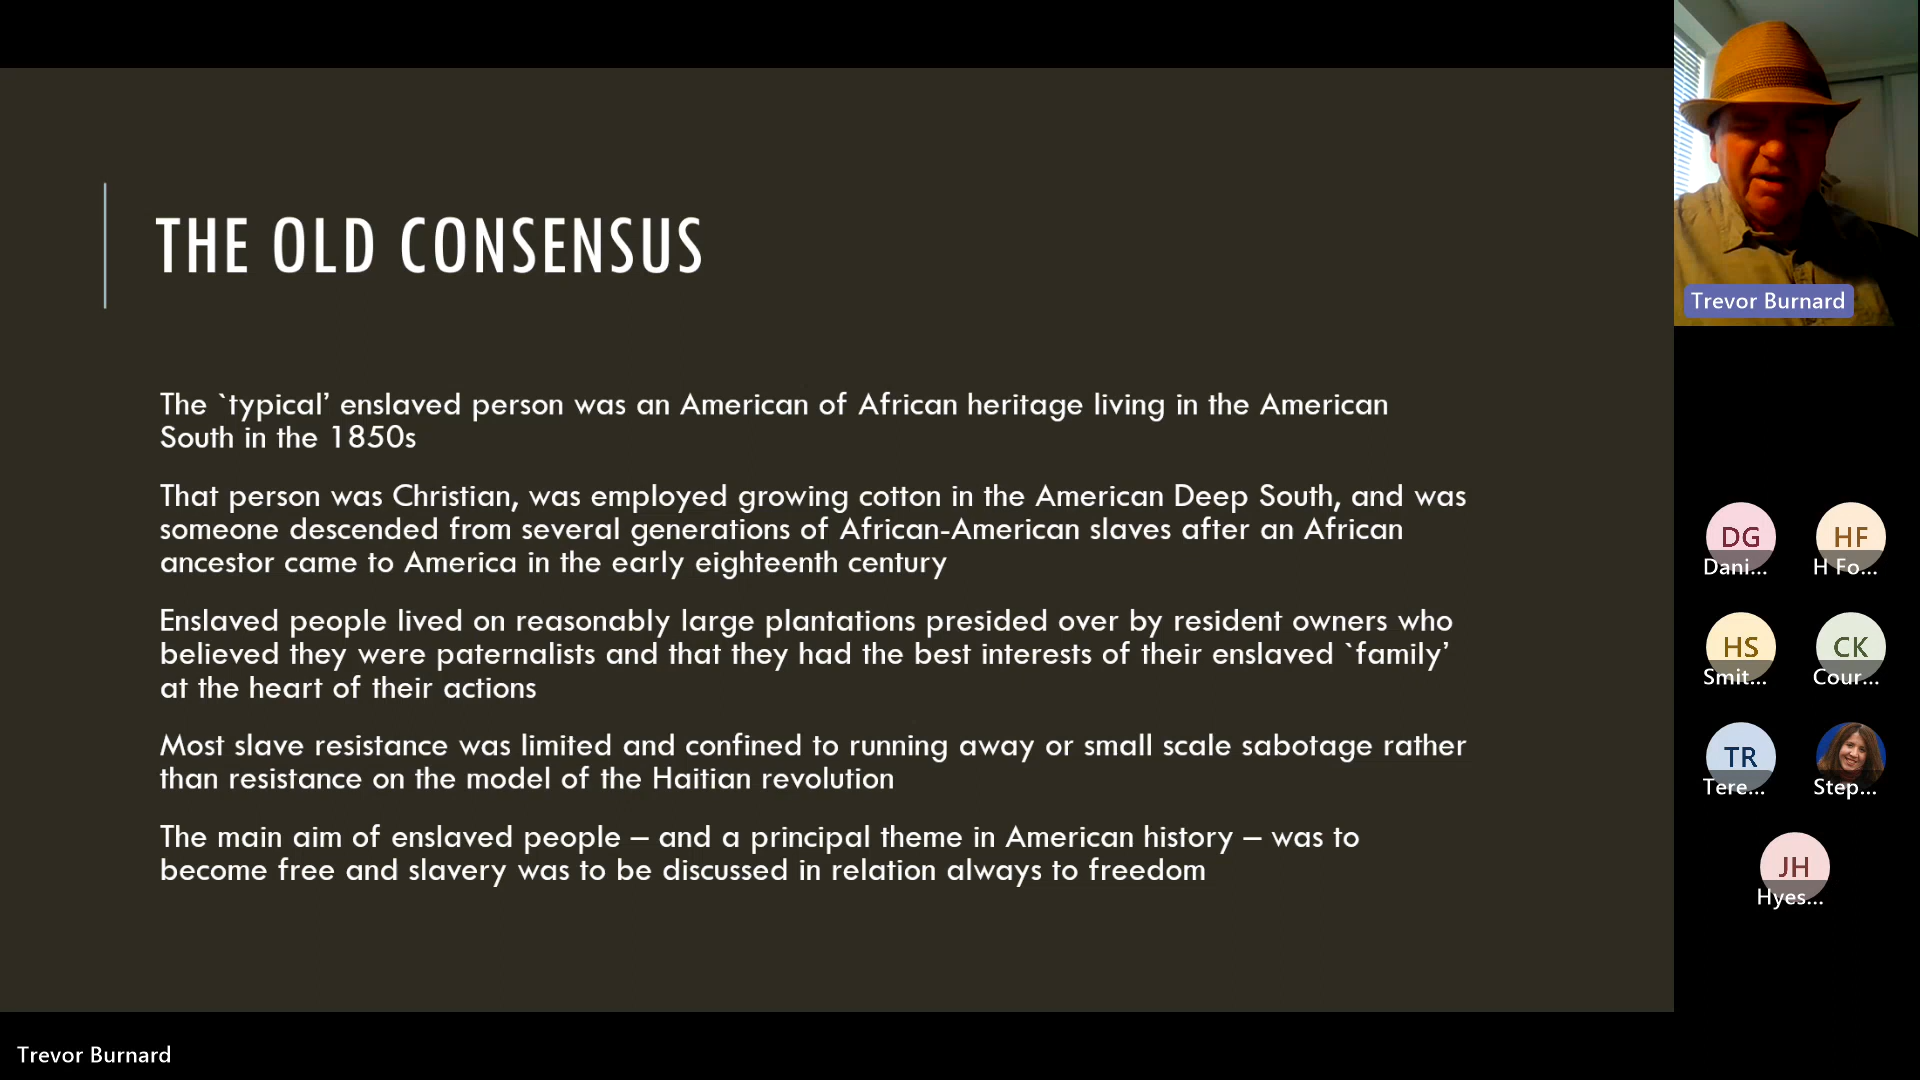 THE OLD CONSENSUS
The `typical’ enslaved person was an American of African heritage living in the American
South in the 1850s
That person was Christian, was employed growing cotton in the American Deep South, and was
someone descended from several generations of African-American slaves after an African
ancestor came to America in the early eighteenth century
Enslaved people lived on reasonably large plantations presided over by resident owners who
believed they were paternalists and that they had the best interests of their enslaved `family’
at the heart of their actions
Most slave resistance was limited and confined to running away or small scale sabotage rather
than resistance on the model of the Haitian revolution
The main aim of enslaved people – and a principal theme in American history – was to
become free and slavery was to be discussed in relation always to freedom
Trevor Burnard
DG
Dani...
HF
H Fo...
HS
Smit...
CK
Cour...
TR
Tere...
Step...
JH
Hyes...
Trevor Burnard